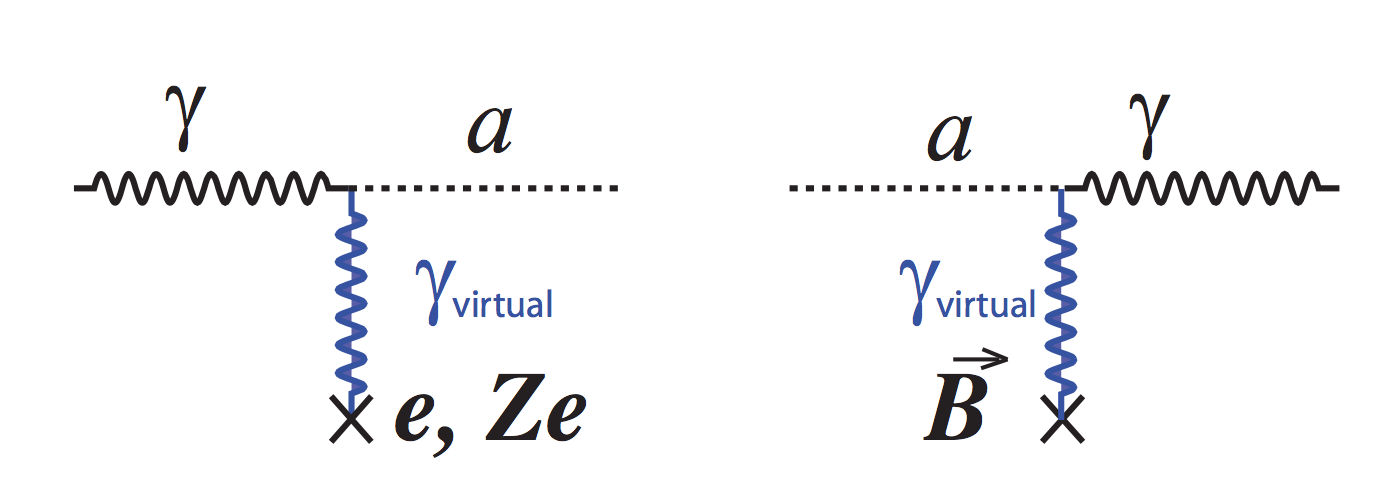 γ a
γvirtual
e, Ze
a γ
γvirtual
B